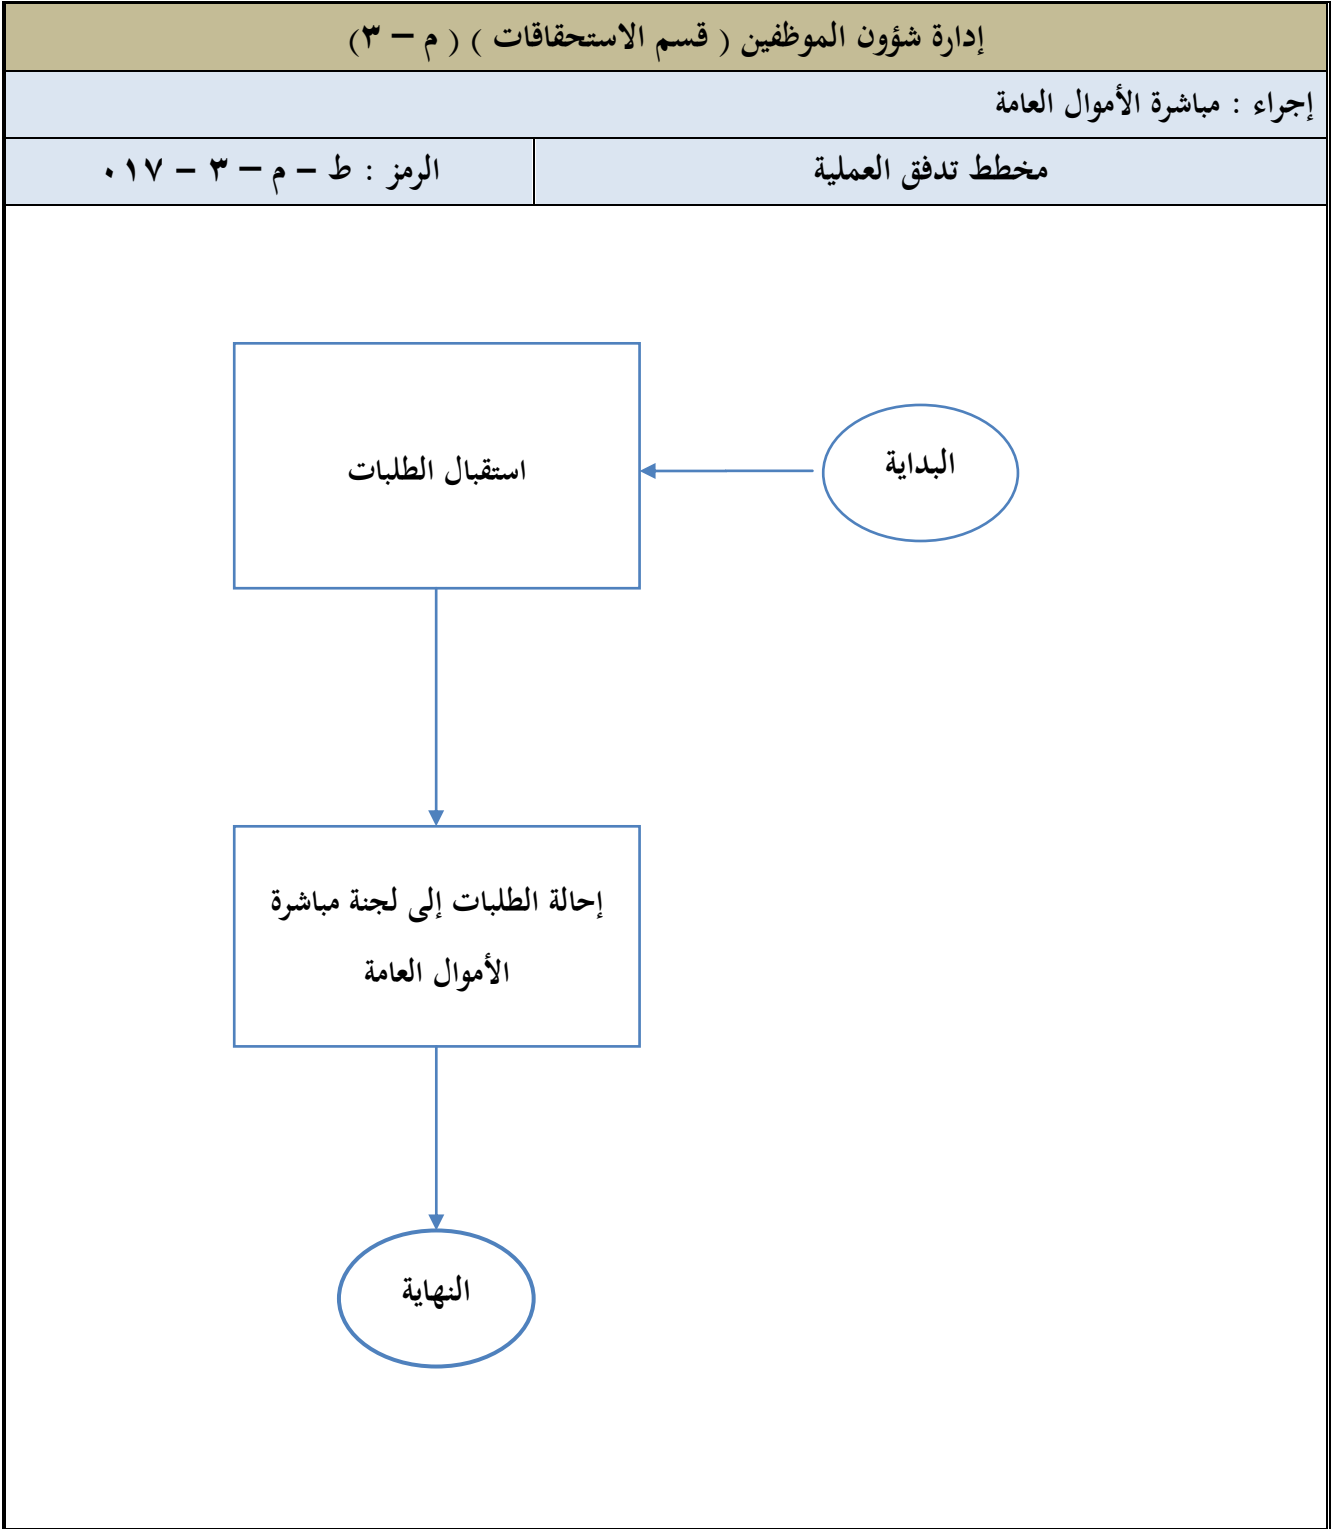 إدارة شؤون الموظفين ( قسم الاستحقاقات ) ( م – ٣)
إجراء : مباشرة الأموال العامة
مخطط تدفق العملية
الرمز : ط – م – ٣ – ٠١٧
البداية
استقبال الطلبات
إحالة الطلبات إلى لجنة مباشرة
الأموال العامة
النهاية